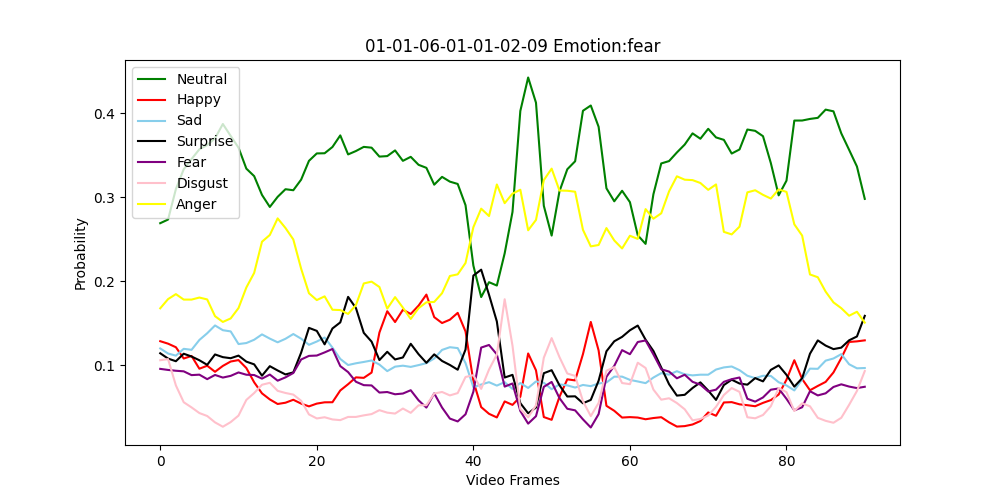 01-01-06-01-01-02-09 Emotion:fear
Neutral
Happy
Sad
Surprise
Fear
Disgust
Anger
Probability
0.4
0.3
0.2
0.1
0 20 40 60 80
Video Frames